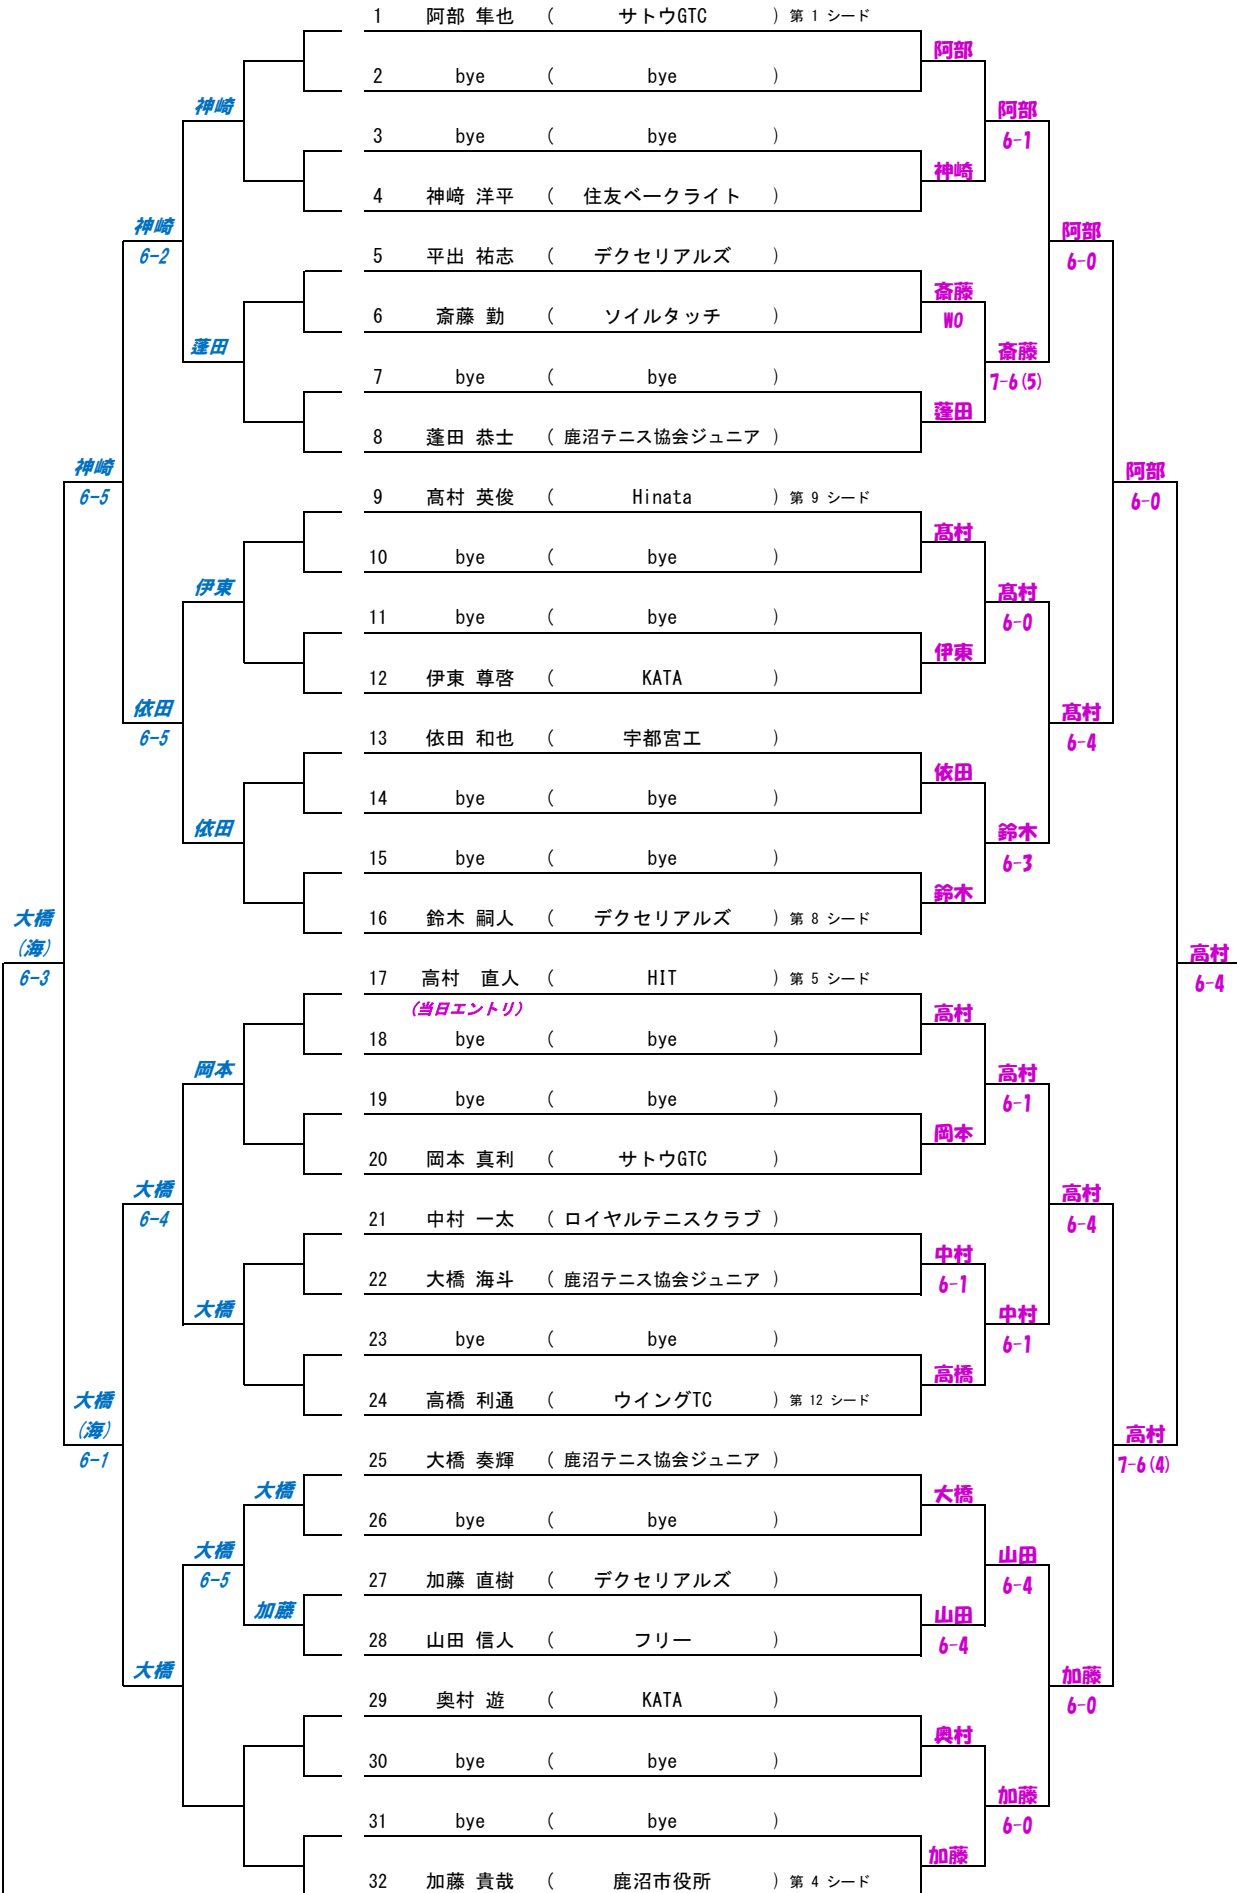 1 阿部 隼也 ( サトウGTC ) 第 1 シード
阿部
2 bye ( bye )
神崎
阿部
6-1
3 bye ( bye )
神崎
4 神﨑 洋平 ( 住友ベークライト )
神崎
6-2
阿部
6-0
5 平出 祐志 ( デクセリアルズ )
斎藤
WO
6 斎藤 勤 ( ソイルタッチ )
蓬田
斎藤
7-6(5)
7 bye ( bye )
蓬田
8 蓬田 恭士 ( 鹿沼テニス協会ジュニア )
神崎
6-5
阿部
6-0
9 髙村 英俊 ( Hinata ) 第 9 シード
髙村
10 bye ( bye )
伊東
髙村
6-0
11 bye ( bye )
伊東
12 伊東 尊啓 ( KATA )
依田
6-5
髙村
6-4
13 依田 和也 ( 宇都宮工 )
依田
14 bye ( bye )
依田
鈴木
6-3
15 bye ( bye )
鈴木
16 鈴木 嗣人 ( デクセリアルズ ) 第 8 シード
大橋
(海)
6-3
高村
6-4
17 高村 直人 ( HIT ) 第 5 シード
(当日エントリ)
高村
18 bye ( bye )
岡本
高村
6-1
19 bye ( bye )
岡本
20 岡本 真利 ( サトウGTC )
大橋
6-4
高村
6-4
21 中村 一太 ( ロイヤルテニスクラブ )
中村
6-1
22 大橋 海斗 ( 鹿沼テニス協会ジュニア )
大橋
中村
6-1
23 bye ( bye )
高橋
24 高橋 利通 ( ウイングTC ) 第 12 シード
大橋
(海)
6-1
高村
7-6(4)
25 大橋 奏輝 ( 鹿沼テニス協会ジュニア )
大橋
大橋
26 bye ( bye )
大橋
6-5
山田
6-4
27 加藤 直樹 ( デクセリアルズ )
加藤
山田
6-4
28 山田 信人 ( フリー )
大橋
加藤
6-0
29 奥村 遊 ( KATA )
奥村
30 bye ( bye )
加藤
6-0
31 bye ( bye )
加藤
32 加藤 貴哉 ( 鹿沼市役所 ) 第 4 シード